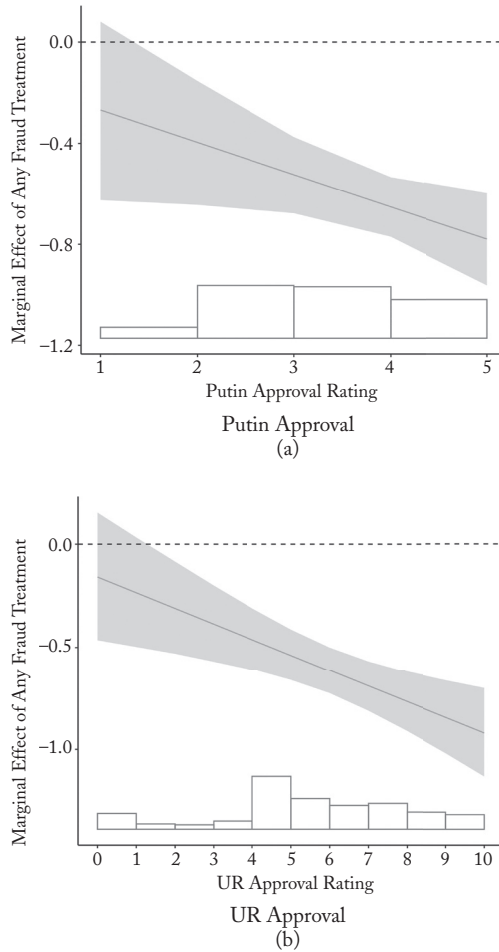 Marginal Effect of Any Fraud Treatment
0.0
−0.4
−0.8
−1.2
1 2 3 4 5
Putin Approval Rating
Putin Approval
(a)
Marginal Effect of Any Fraud Treatment
0.0
−0.5
−1.0
0 1 2 3 4 5 6 7 8 9 10
UR Approval Rating
UR Approval
(b)